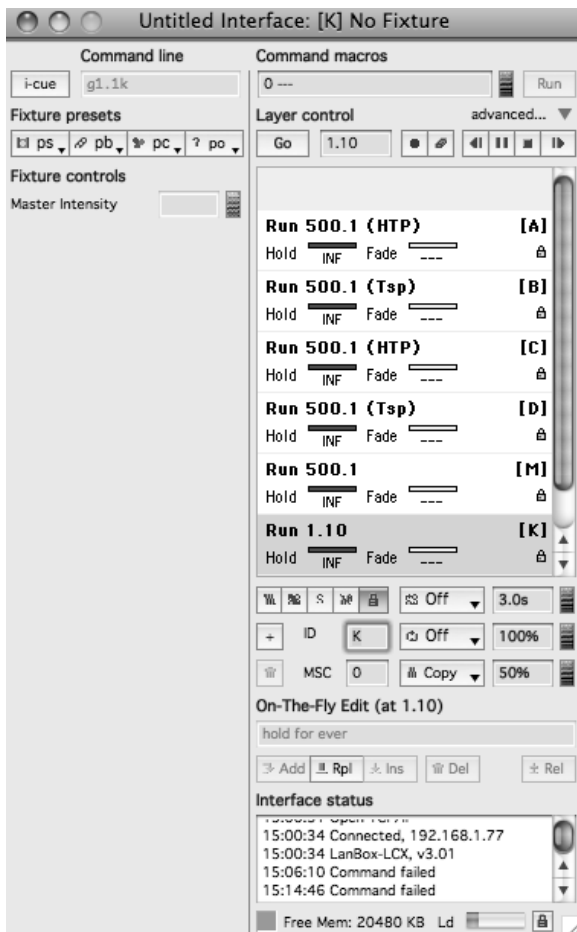 Untitled Interface: [K] No Fixture
Command line
i-cue g1.1k
Fixture presets
ps pb pc ? po
Fixture controls
Master Intensity
Command macros
0 --- Run
Layer control advanced...
Go 1.10
Run 500.1 (HTP) [A]
Hold INF Fade ---
Run 500.1 (Tsp) [B]
Hold INF Fade ---
Run 500.1 (HTP) [C]
Hold INF Fade ---
Run 500.1 (Tsp) [D]
Hold INF Fade ---
Run 500.1 [M]
Hold INF Fade ---
Run 1.10 [K]
Hold INF Fade ---
S Off 3.0s
+ ID K Off 100%
MSC 0 Copy 50%
On-The-Fly Edit (at 1.10)
hold for ever
Add Rpl Ins Del Rel
Interface status
15:00:34 Connected, 192.168.1.77
15:00:34 LanBox-LCX, v3.01
15:06:10 Command failed
15:14:46 Command failed
Free Mem: 20480 KB Ld